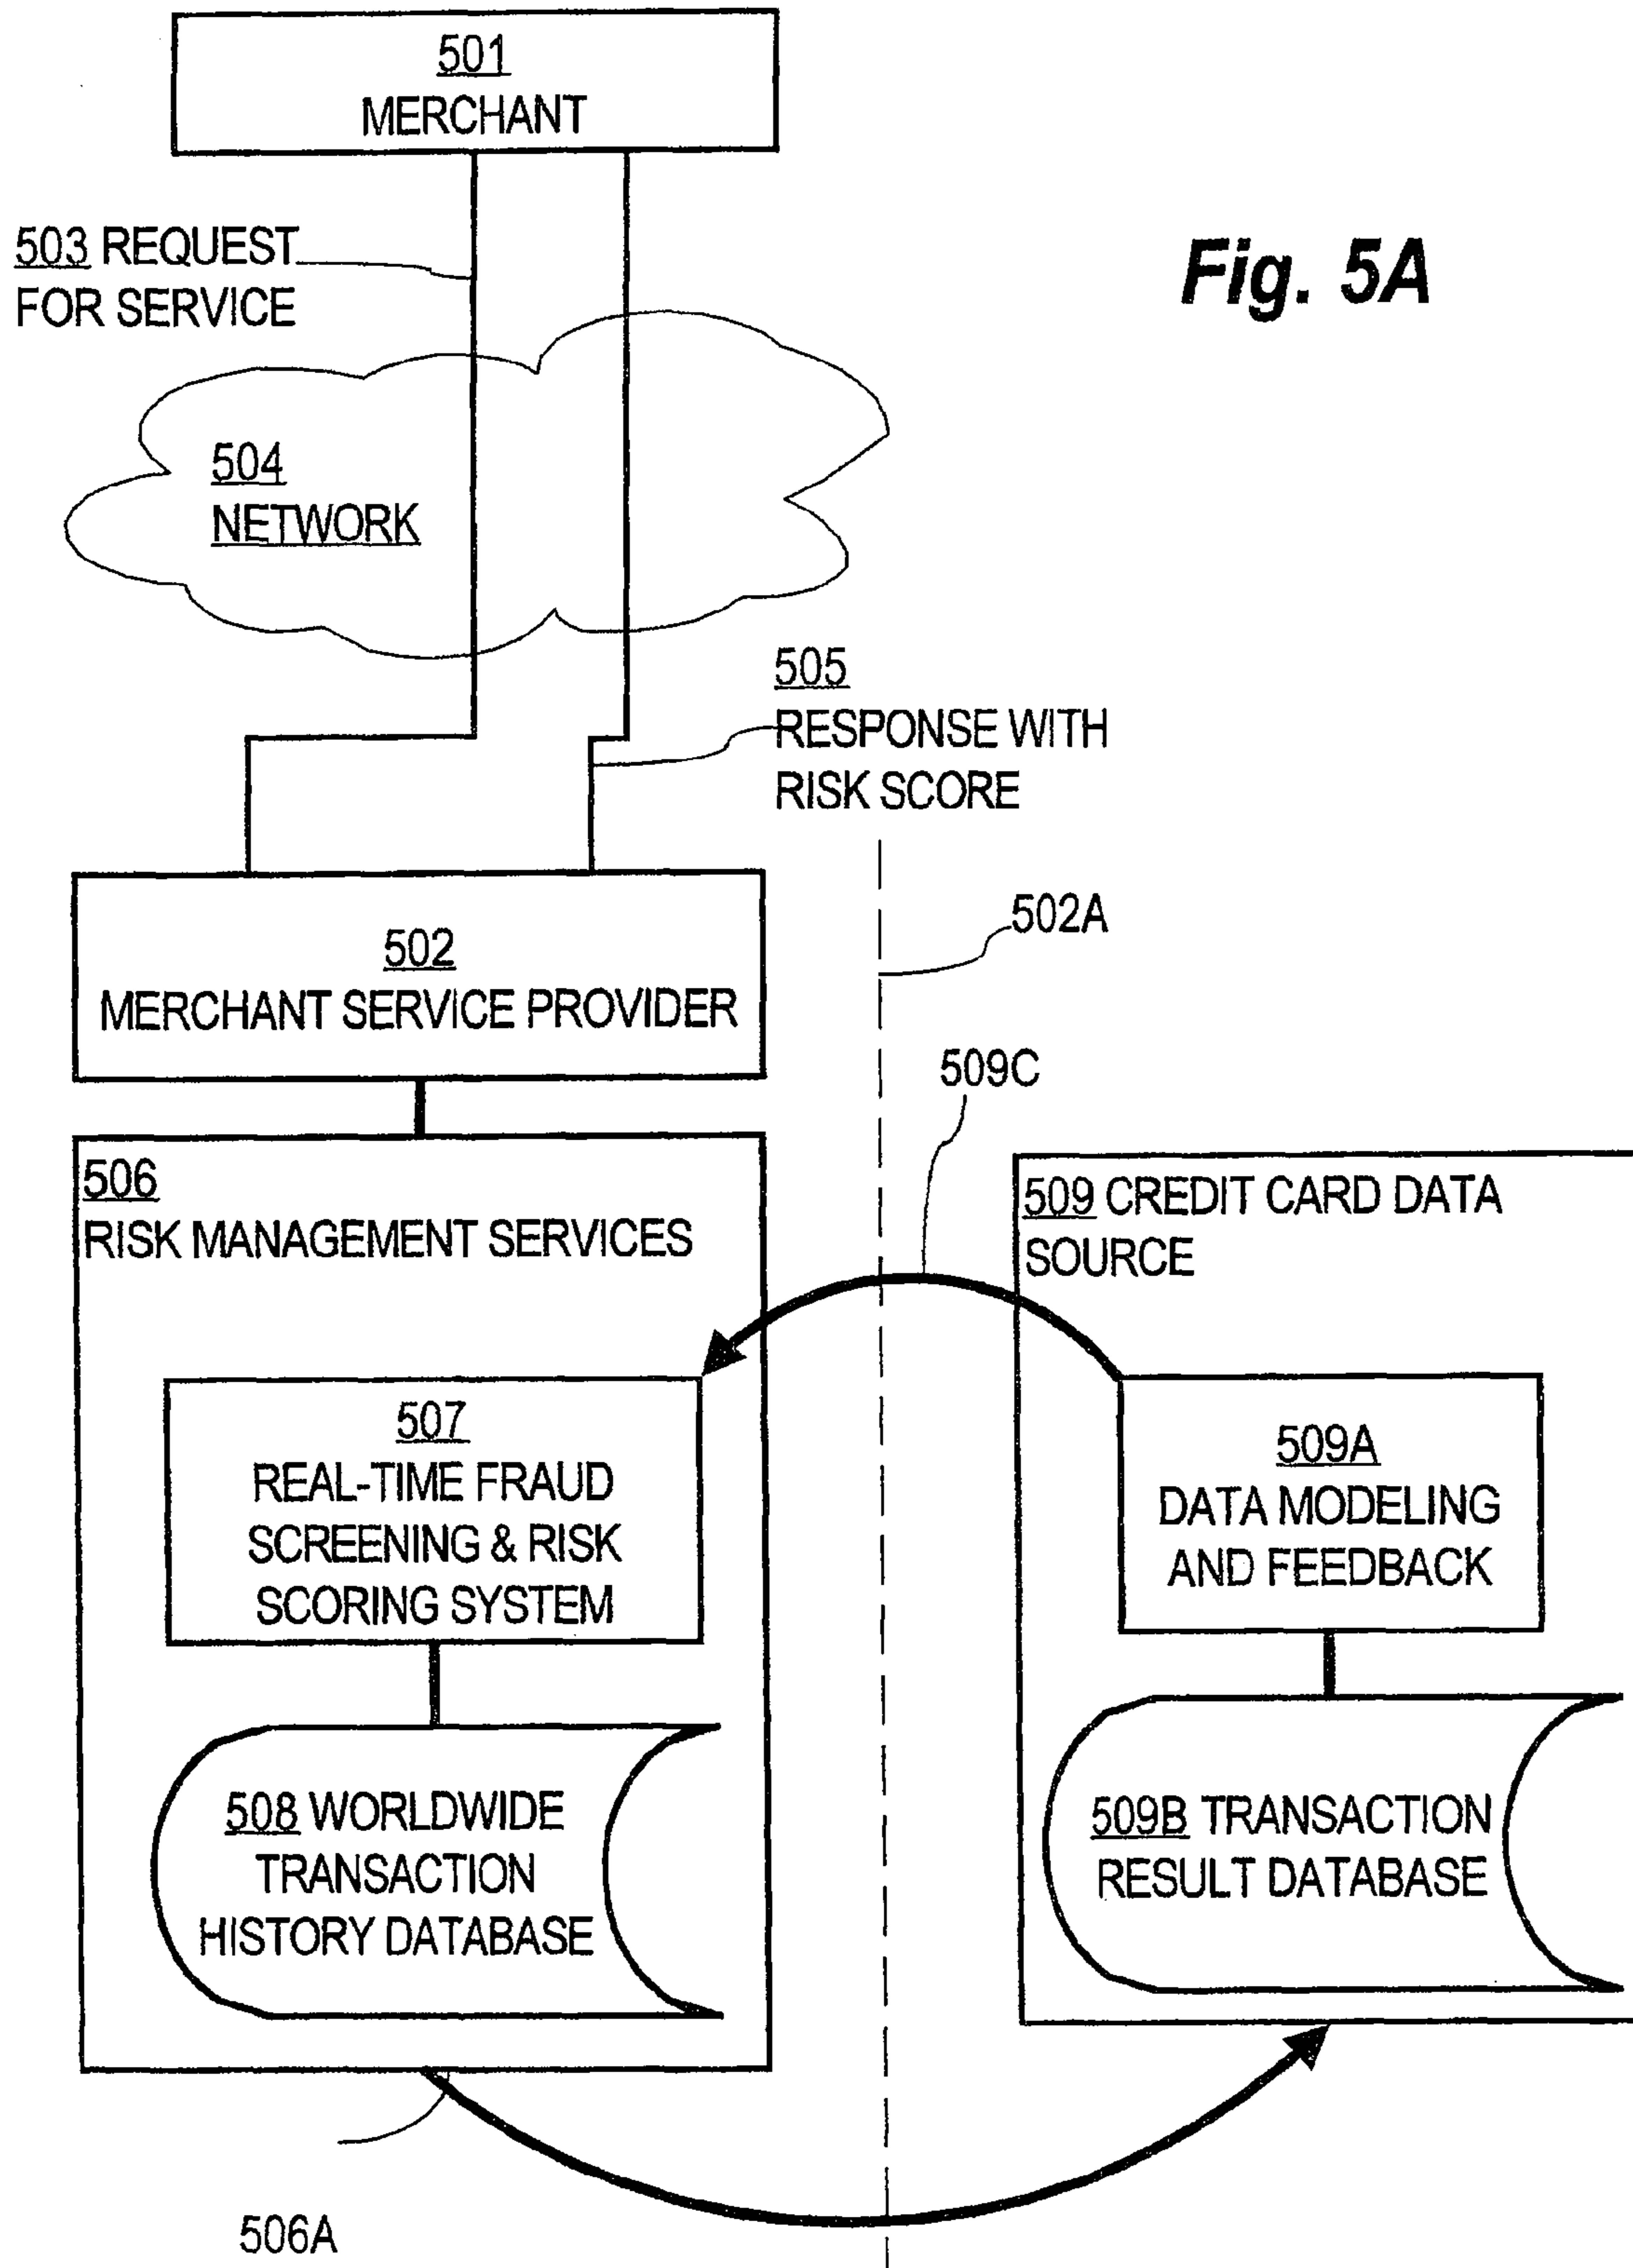 501
MERCHANT
503 REQUEST
FOR SERVICE
Fig. 5A
504
NETWORK
505
RESPONSE WITH
RISK SCORE
502
MERCHANT SERVICE PROVIDER
502A
509C
506
RISK MANAGEMENT SERVICES
509 CREDIT CARD DATA
SOURCE
507
REAL-TIME FRAUD
SCREENING & RISK
SCORING SYSTEM
509A
DATA MODELING
AND FEEDBACK
508 WORLDWIDE
TRANSACTION
HISTORY DATABASE
509B TRANSACTION
RESULT DATABASE
506A